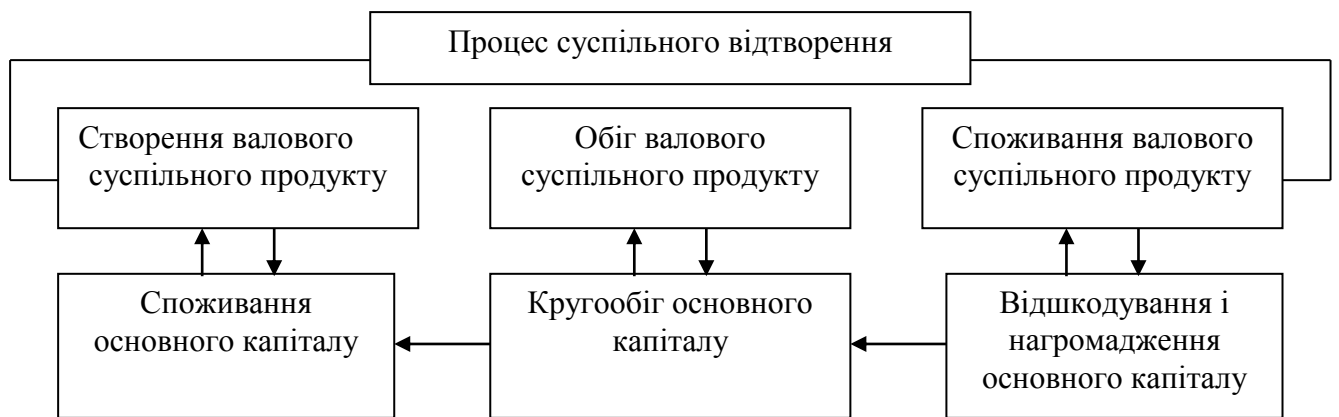 Процес суспільного відтворення
Створення валового
суспільного продукту
Обіг валового
суспільного продукту
Споживання валового
суспільного продукту
Споживання
основного капіталу
Кругообіг основного
капіталу
Відшкодування і
нагромадження
основного капіталу